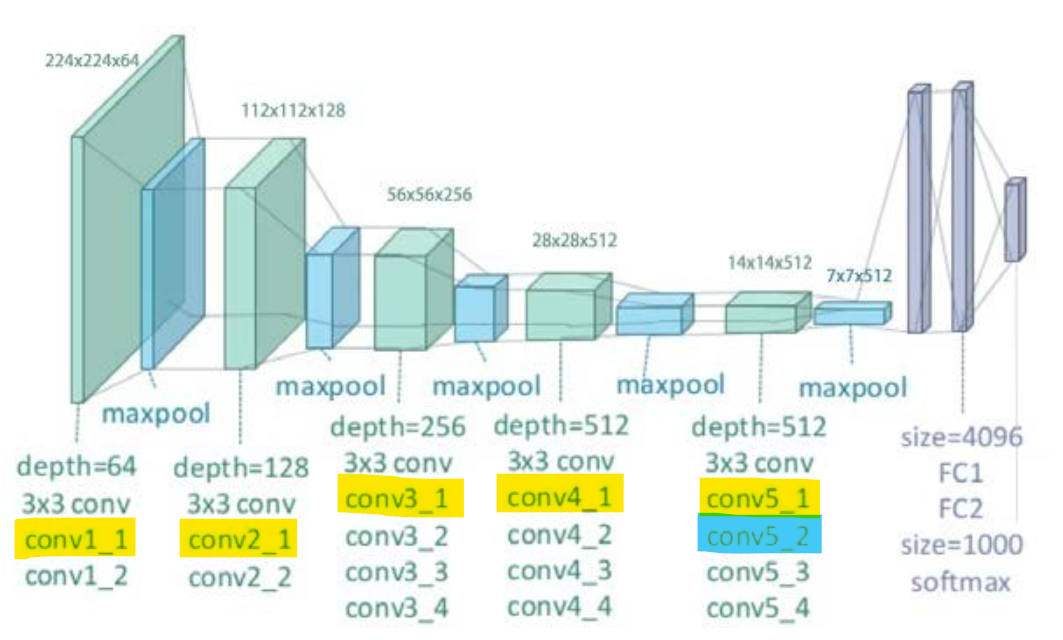 224x224x64
112x112x128
56x56x256
28x28x512
14x14x512
7x7x512
maxpool
maxpool
maxpool
maxpool
maxpool
depth=64
3x3 conv
conv1_1
conv1_2
depth=128
3x3 conv
conv2_1
conv2_2
depth=256
3x3 conv
conv3_1
conv3_2
conv3_3
conv3_4
depth=512
3x3 conv
conv4_1
conv4_2
conv4_3
conv4_4
depth=512
3x3 conv
conv5_1
conv5_2
conv5_3
conv5_4
size=4096
FC1
FC2
size=1000
softmax